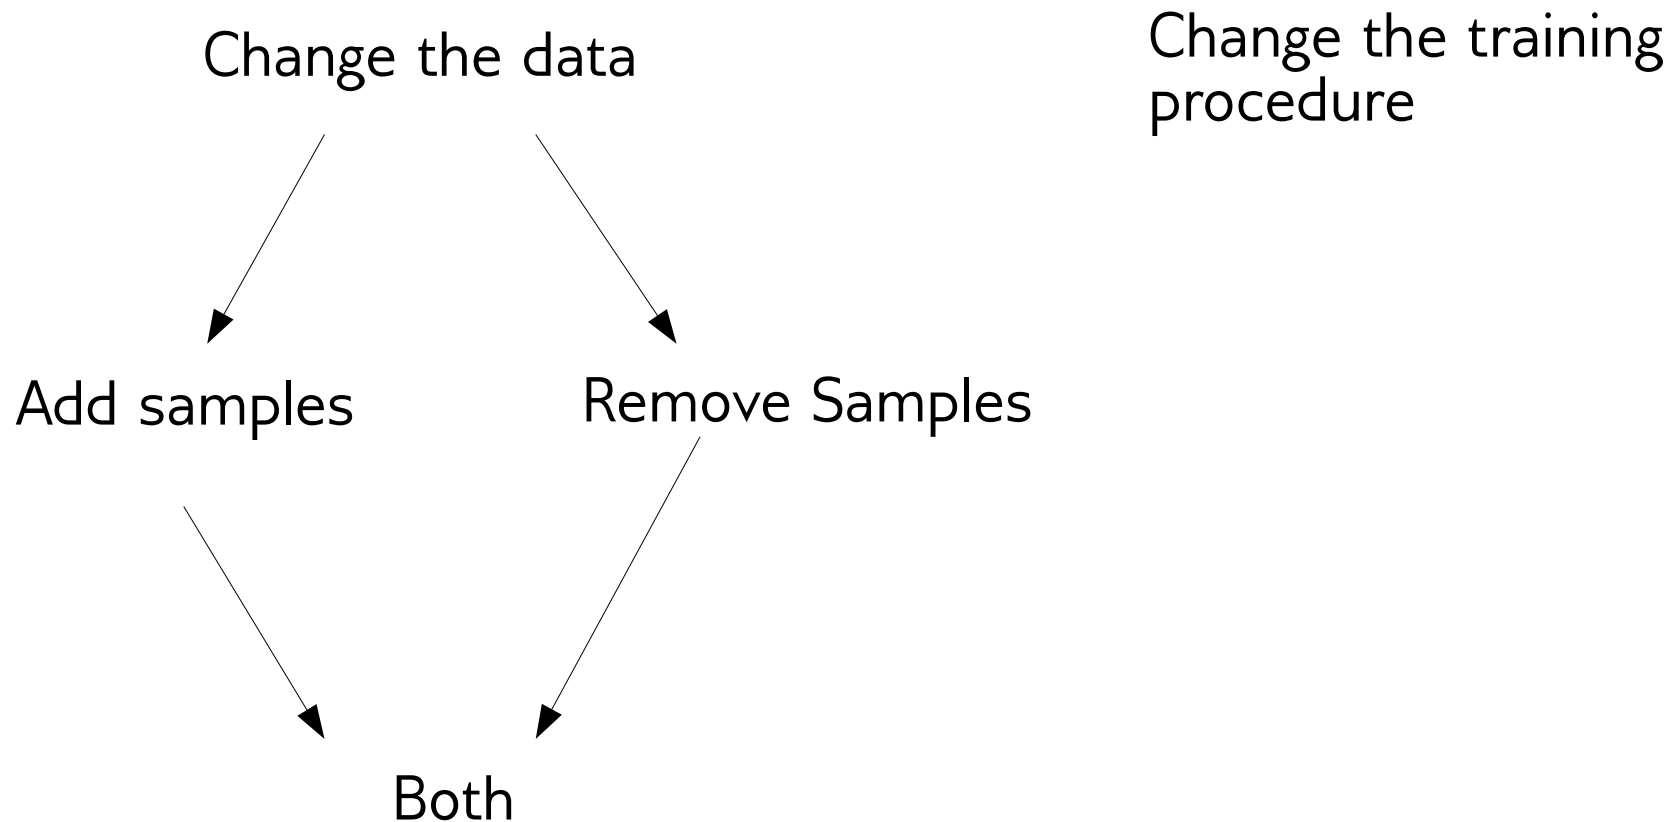 Change the data
Change the training
procedure
Add samples
Remove Samples
Both